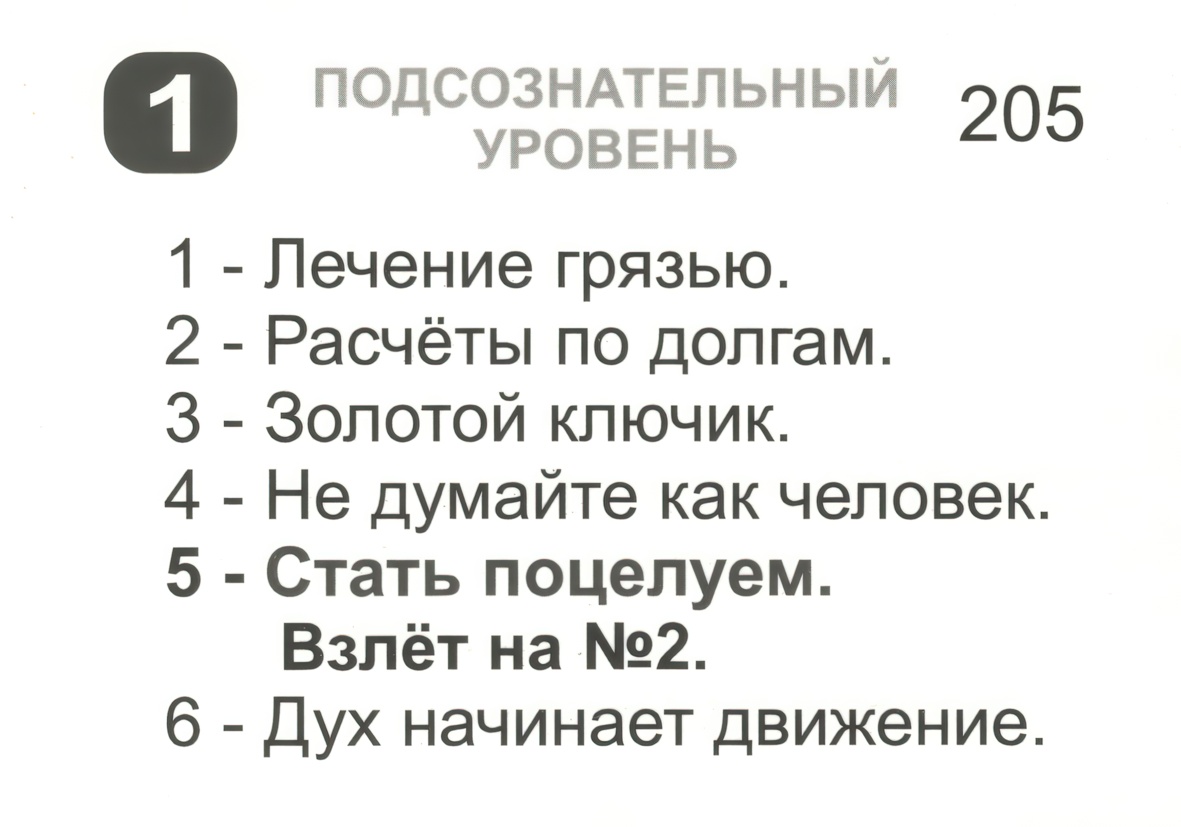 1
ПОДСОЗНАТЕЛЬНЫЙ
УРОВЕНЬ
205
1 - Лечение грязью.
2 - Расчёты по долгам.
3 - Золотой ключик.
4 - Не думайте как человек.
5 - Стать поцелуем.
Взлёт на №2.
6 - Дух начинает движение.